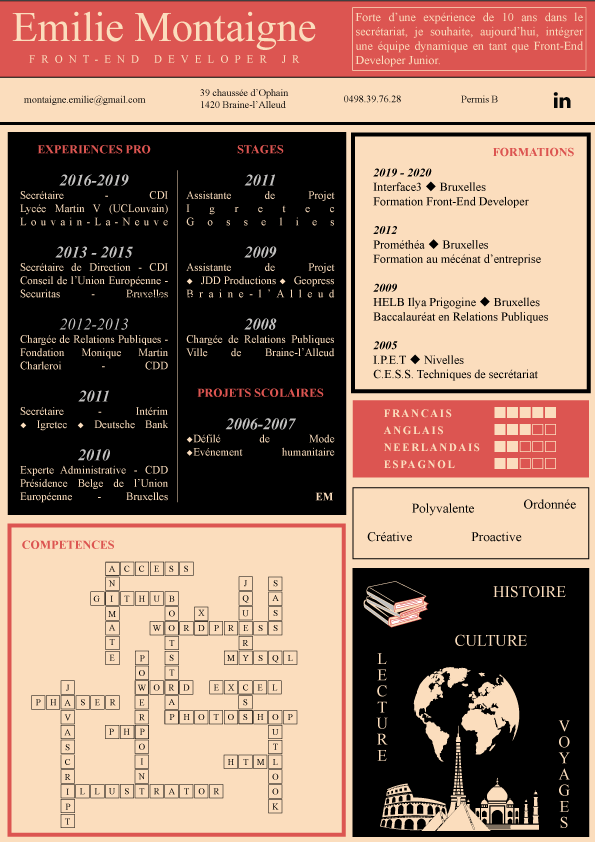 Emilie Montaigne
FRONT-END DEVELOPER JR
Forte d’une expérience de 10 ans dans le
secrétariat, je souhaite, aujourd’hui, intégrer
une équipe dynamique en tant que Front-End
Developer Junior.
montaigne.emilie@gmail.com
39 chaussée d’Ophain
1420 Braine-l’Alleud
0498.39.76.28
Permis B
in
EXPERIENCES PRO
2016-2019
Secrétaire - CDI
Lycée Martin V (UCLouvain)
Louvain-La-Neuve
2013 - 2015
Secrétaire de Direction - CDI
Conseil de l’Union Européenne -
Securitas - Bruxelles
2012-2013
Chargée de Relations Publiques -
Fondation Monique Martin
Charleroi - CDD
2011
Secrétaire - Intérim
◆ Igretec ◆ Deutsche Bank
2010
Experte Administrative - CDD
Présidence Belge de l’Union
Européenne - Bruxelles
STAGES
2011
Assistante de Projet
Igretec
Gosselies
2009
Assistante de Projet
◆ JDD Productions ◆ Geopress
Braine-l’Alleud
2008
Chargée de Relations Publiques
Ville de Braine-l’Alleud
PROJETS SCOLAIRES
2006-2007
◆Défilé de Mode
◆Evénement humanitaire
EM
FORMATIONS
2019 - 2020
Interface3 ◆ Bruxelles
Formation Front-End Developer
2012
Prométhéa ◆ Bruxelles
Formation au mécénat d’entreprise
2009
HELB Ilya Prigogine ◆ Bruxelles
Baccalauréat en Relations Publiques
2005
I.P.E.T ◆ Nivelles
C.E.S.S. Techniques de secrétariat
FRANCAIS
ANGLAIS
NEERLANDAIS
ESPAGNOL
Polyvalente
Ordonnée
Créative
Proactive
COMPETENCES
ACCESS
ANIMATE
JQUERY
SASS
GITHUB
BOOTSTRAP
X
WORDPRESS
MYSQL
POWERPOINT
WORD
EXCEL
CSS
JAVASCRIPT
PHASER
PHOTOSHOP
OUTLOOK
PHP
HTML
ILLUSTRATOR
HISTOIRE
CULTURE
LECTURE
VOYAGES